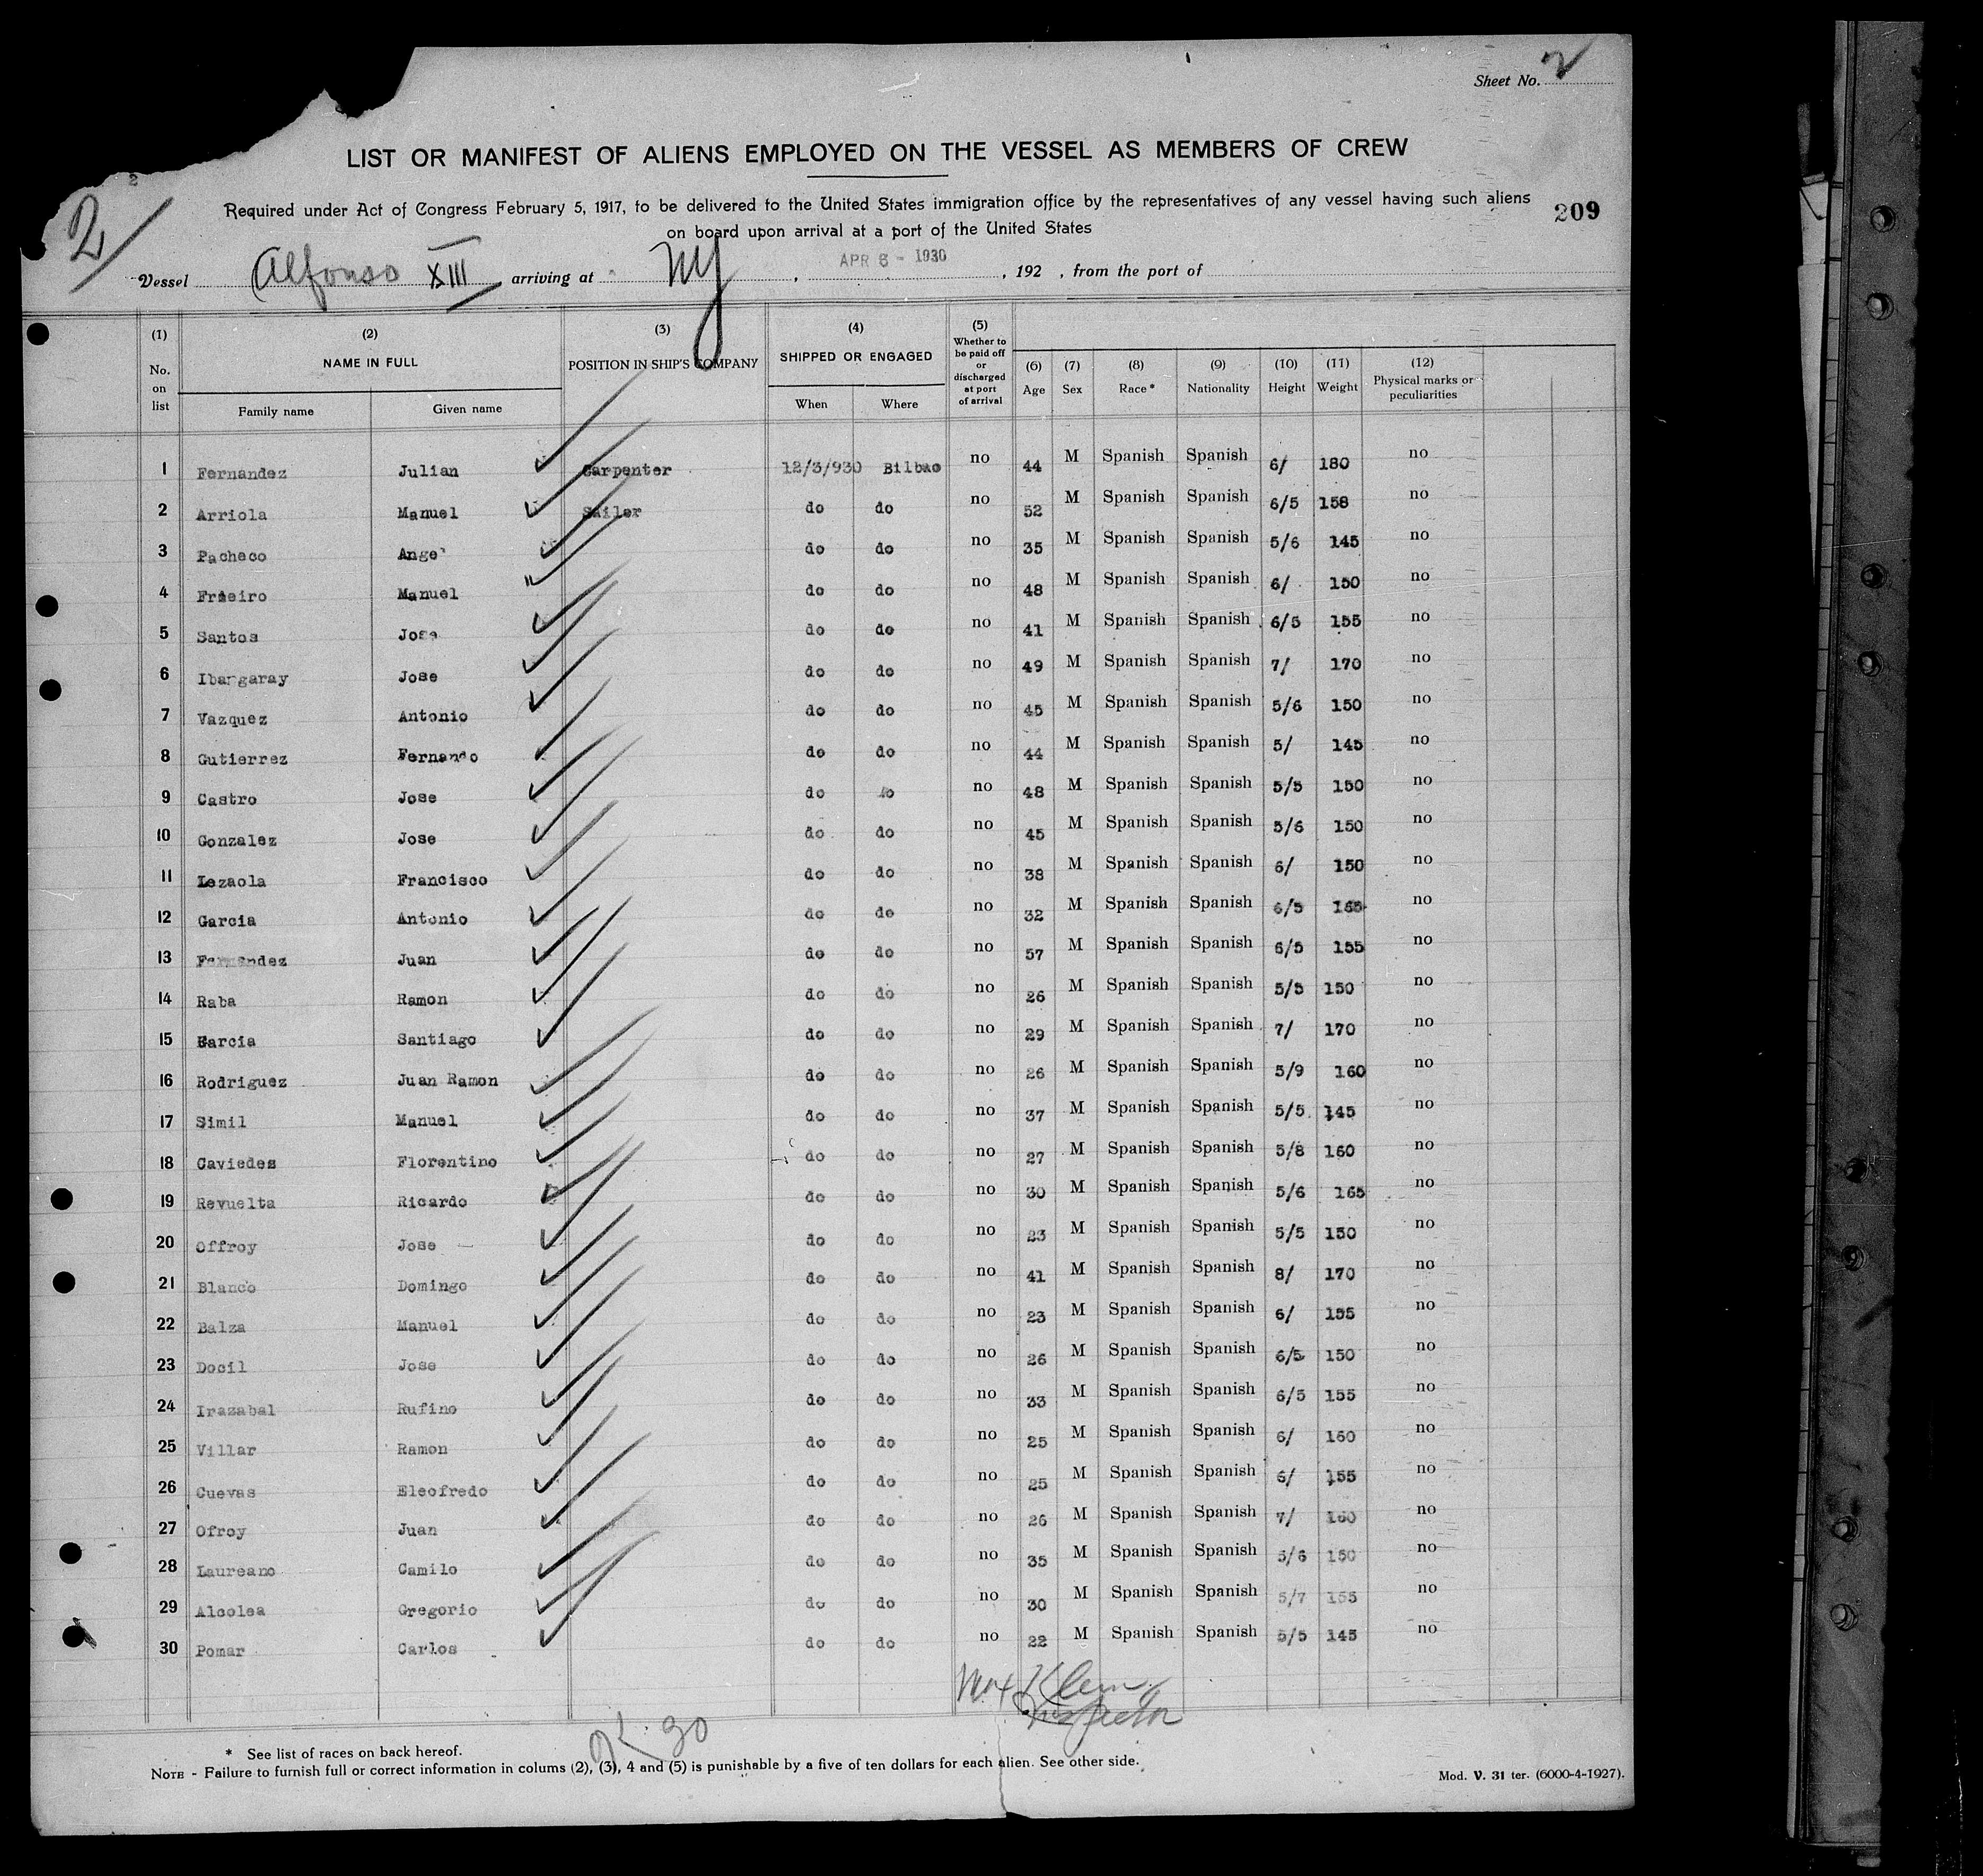 Sheet No. 2
LIST OR MANIFEST OF ALIENS EMPLOYED ON THE VESSEL AS MEMBERS OF CREW
2
2
Required under Act of Congress February 5, 1917, to be delivered to the United States immigration office by the representatives of any vessel having such aliens
209
on board upon arrival at a port of the United States
Vessel Alfonso XIII arriving at NY, APR 6 - 1930, 192 , from the port of
(1) (2) (3) (4) (5)
No. on list NAME IN FULL POSITION IN SHIP'S COMPANY SHIPPED OR ENGAGED Whether to be paid off or discharged at port of arrival (6) Age (7) Sex (8) Race * (9) Nationality (10) Height (11) Weight (12) Physical marks or peculiarities
Family name Given name When Where
1 Fernandez Julian Carpenter 12/3/930 Bilbao no 44 M Spanish Spanish 6/ 180 no
2 Arriola Manuel Sailor do do no 52 M Spanish Spanish 6/5 158 no
3 Pacheco Ange do do no 35 M Spanish Spanish 5/6 145 no
4 Frieiro Manuel do do no 48 M Spanish Spanish 6/ 150 no
5 Santos Jose do do no 41 M Spanish Spanish 6/5 155 no
6 Ibargaray Jose do do no 49 M Spanish Spanish 7/ 170 no
7 Vazquez Antonio do do no 45 M Spanish Spanish 5/6 150 no
8 Gutierrez Fernando do do no 44 M Spanish Spanish 5/ 145 no
9 Castro Jose do do no 48 M Spanish Spanish 5/5 150 no
10 Gonzalez Jose do do no 45 M Spanish Spanish 5/6 150 no
11 Lezaola Francisco do do no 38 M Spanish Spanish 6/ 150 no
12 Garcia Antonio do do no 32 M Spanish Spanish 6/5 155 no
13 Fernandez Juan do do no 57 M Spanish Spanish 6/5 155 no
14 Raba Ramon do do no 26 M Spanish Spanish 5/5 150 no
15 Garcia Santiago do do no 29 M Spanish Spanish 7/ 170 no
16 Rodriguez Juan Ramon do do no 26 M Spanish Spanish 5/9 160 no
17 Simil Manuel do do no 37 M Spanish Spanish 5/5 145 no
18 Caviedes Florentino do do no 27 M Spanish Spanish 5/8 160 no
19 Revuelta Ricardo do do no 30 M Spanish Spanish 5/6 165 no
20 Offroy Jose do do no 23 M Spanish Spanish 5/5 150 no
21 Blanco Domingo do do no 41 M Spanish Spanish 8/ 170 no
22 Balza Manuel do do no 23 M Spanish Spanish 6/ 155 no
23 Docil Jose do do no 26 M Spanish Spanish 6/5 150 no
24 Irazabal Rufino do do no 33 M Spanish Spanish 6/5 155 no
25 Villar Ramon do do no 25 M Spanish Spanish 6/ 160 no
26 Cuevas Eleofredo do do no 25 M Spanish Spanish 6/ 155 no
27 Ofroy Juan do do no 26 M Spanish Spanish 7/ 160 no
28 Laureano Camilo do do no 35 M Spanish Spanish 5/6 150 no
29 Alcolea Gregorio do do no 30 M Spanish Spanish 5/7 155 no
30 Pomar Carlos do do no 22 M Spanish Spanish 5/5 145 no
Inspector
30
* See list of races on back hereof.
NOTE - Failure to furnish full or correct information in colums (2), (3), 4 and (5) is punishable by a five of ten dollars for each alien. See other side.
Mod. V. 31 ter. (6000-4-1927).